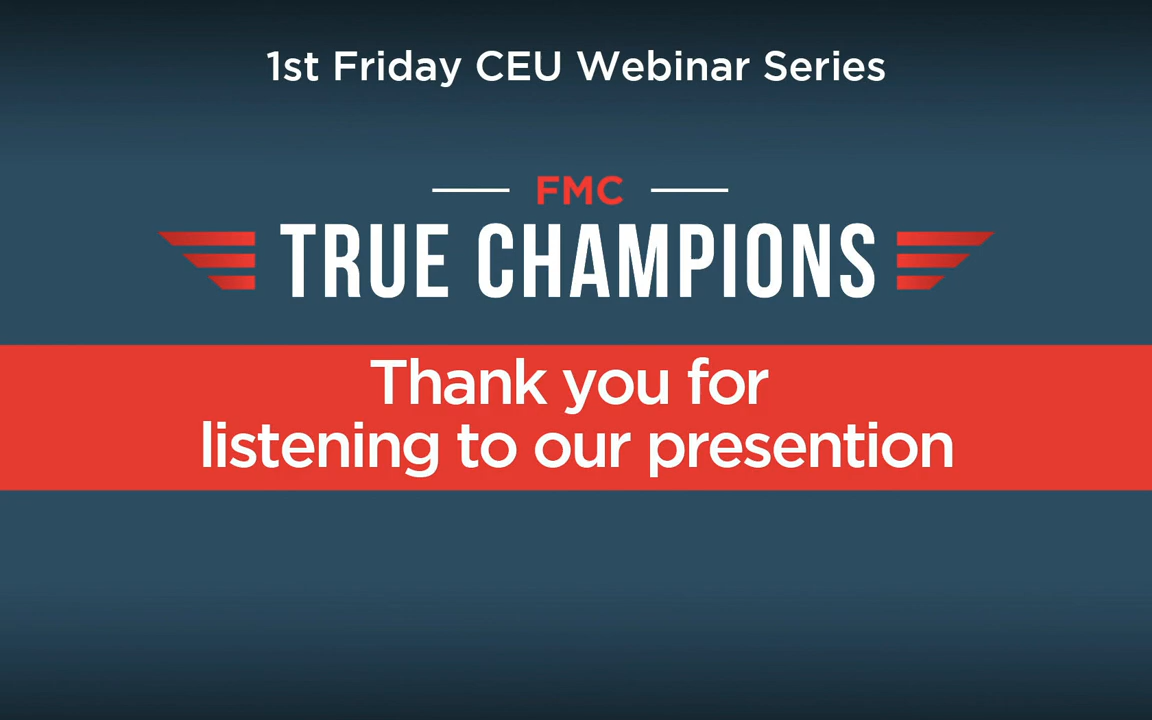 1st Friday CEU Webinar Series
FMC
TRUE CHAMPIONS
Thank you for
listening to our presention